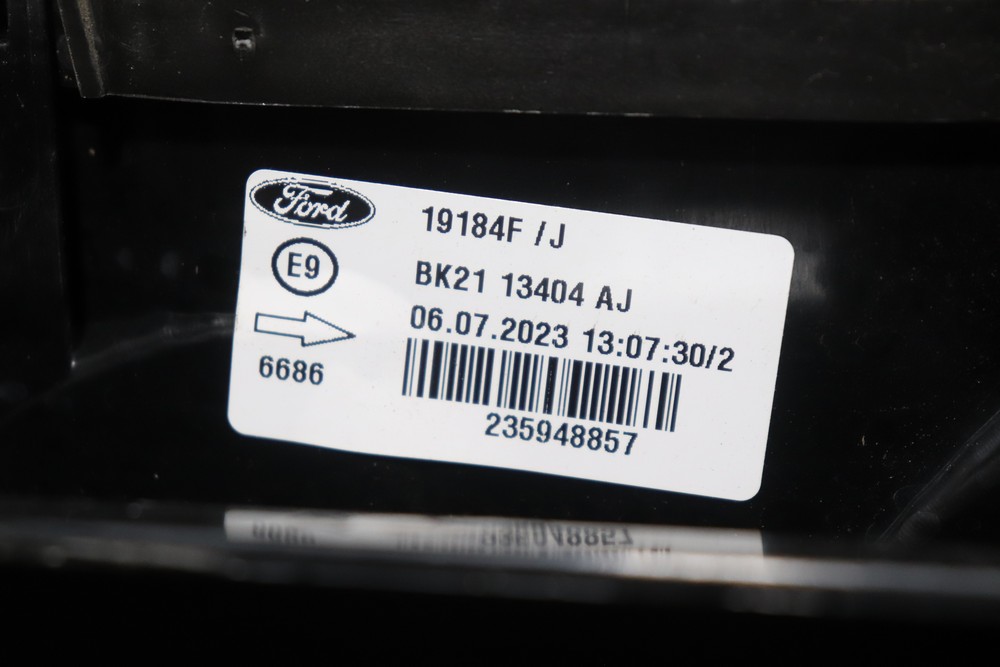 Ford
19184F /J
E9
BK21 13404 AJ
06.07.2023 13:07:30/2
6686
235948857